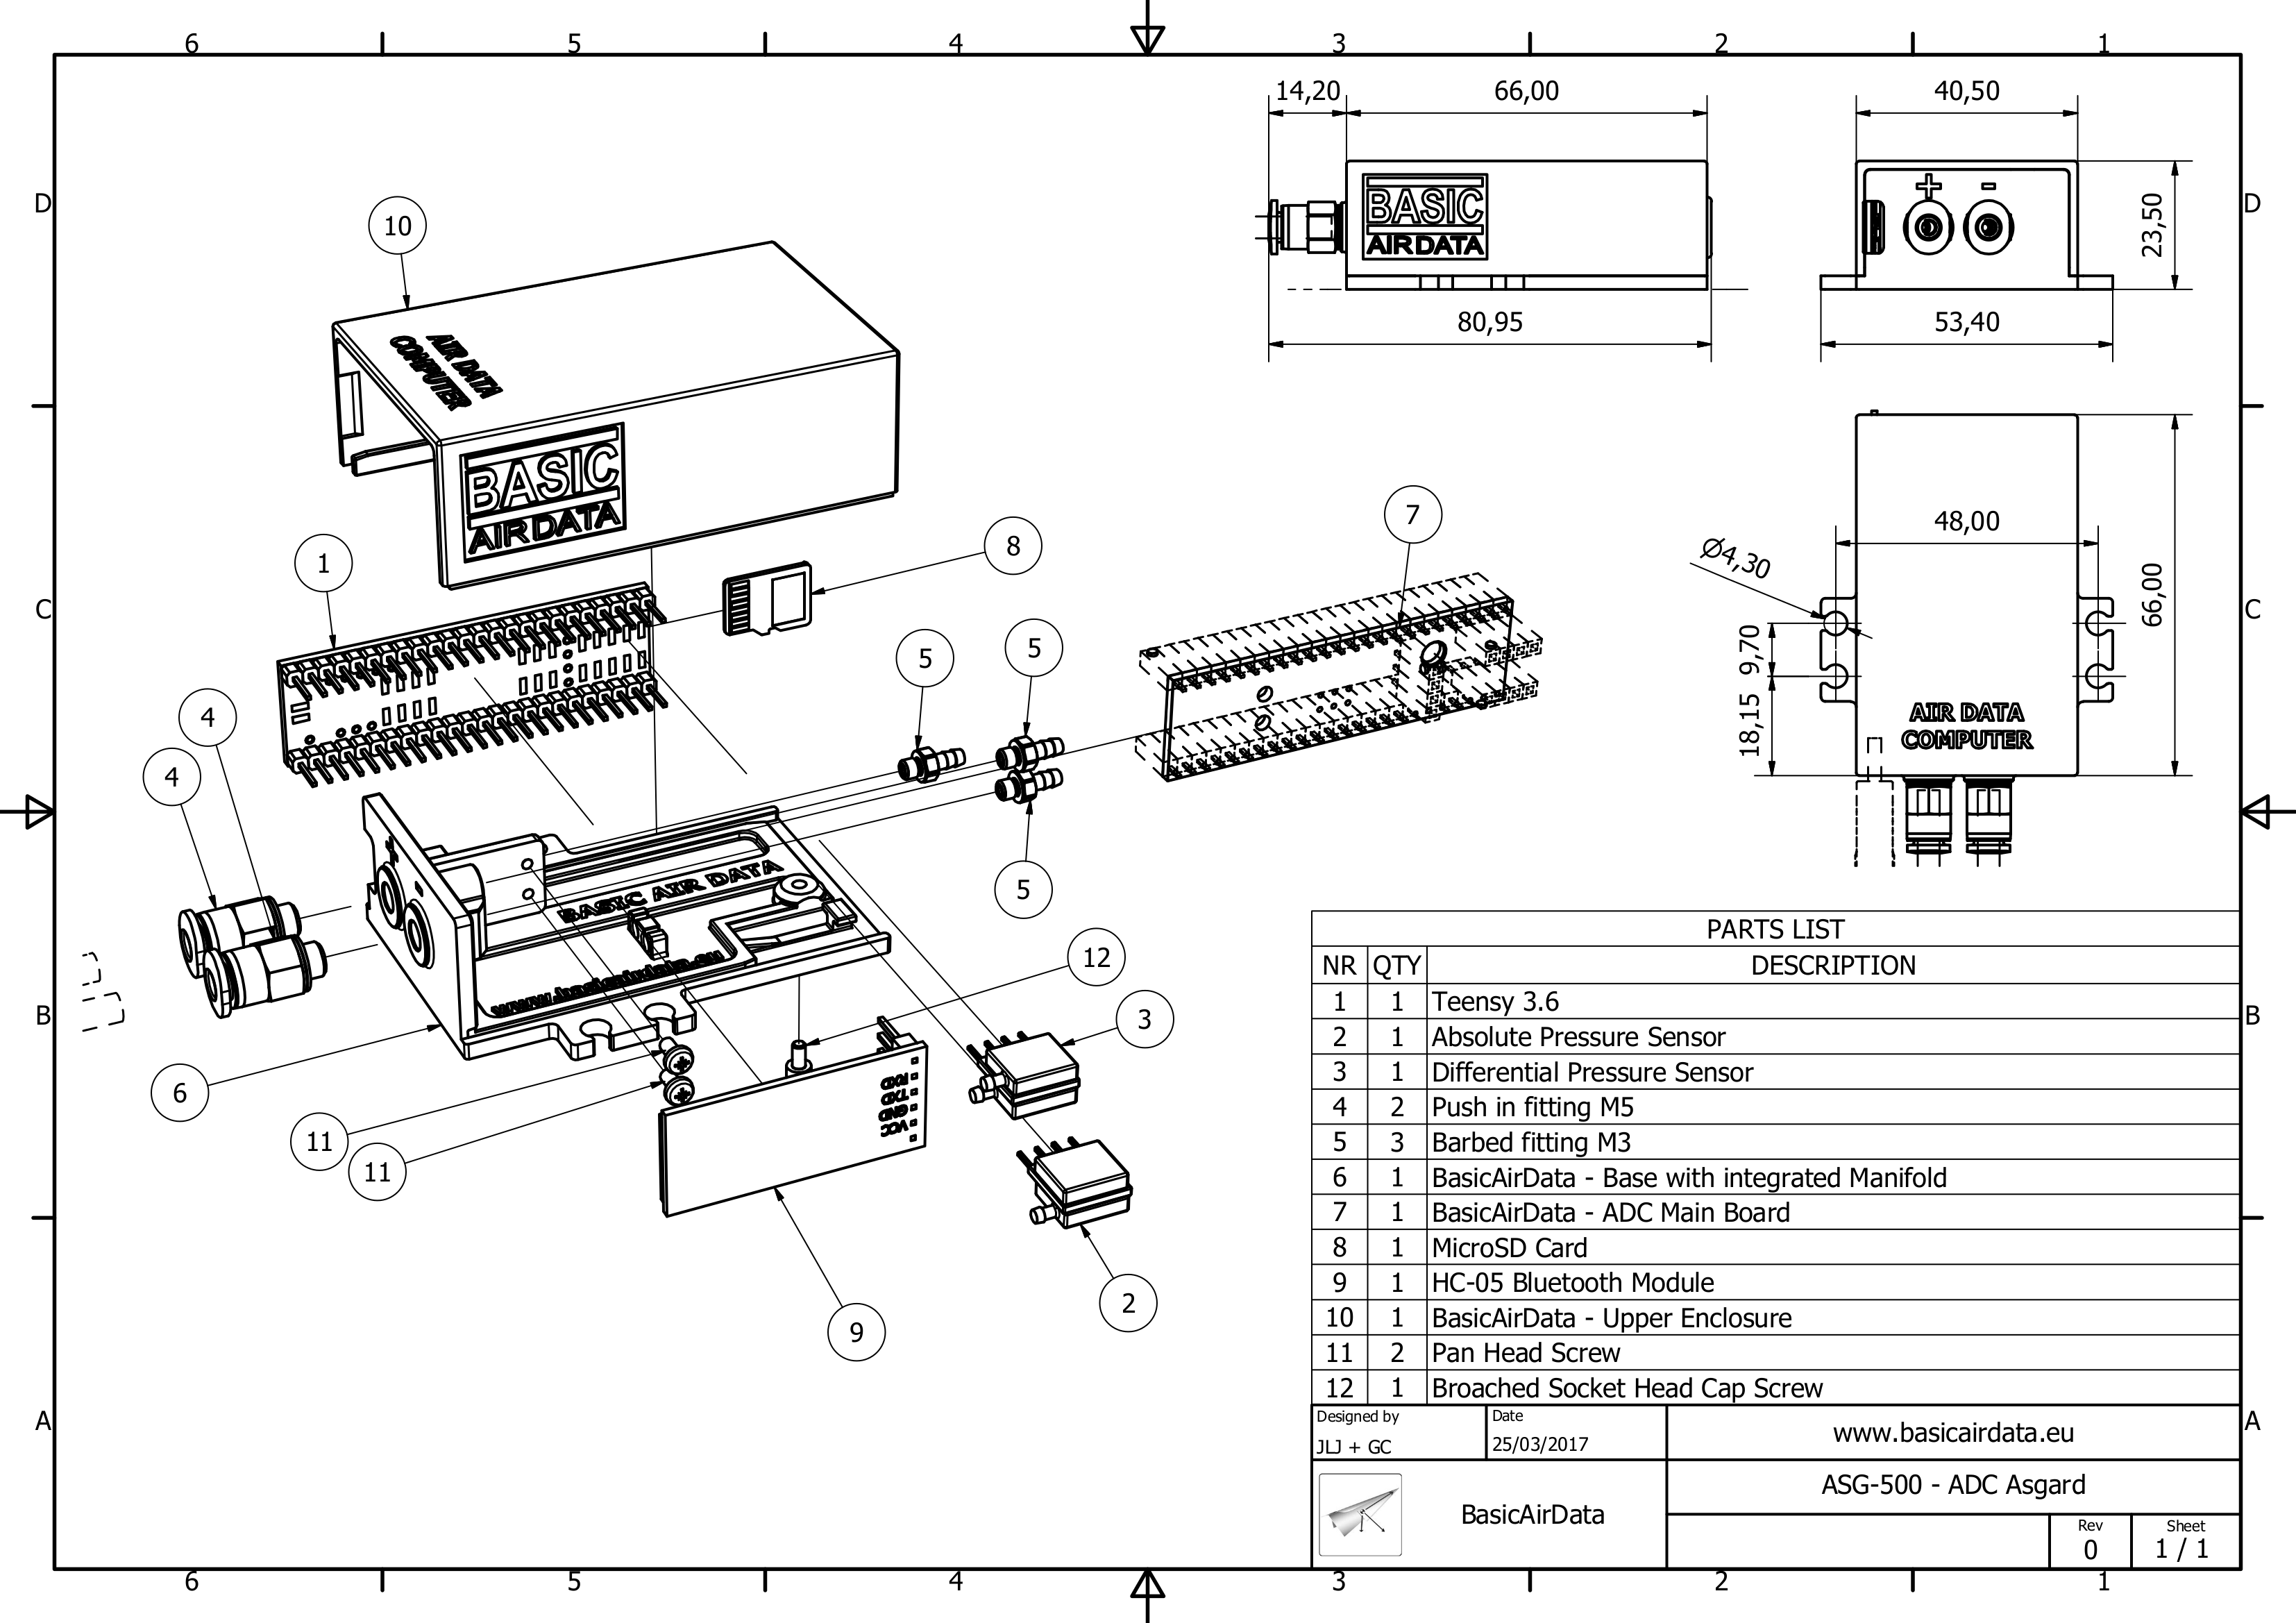 6 5 4 3 2 1
D D
C C
B B
A A
6 5 4 3 2 1
14,20 66,00
BASIC
AIRDATA
80,95
40,50
+ -
23,50
53,40
48,00
Ø4,30
66,00
9,70
18,15
AIR DATA
COMPUTER
10
AIR DATA
COMPUTER
BASIC
AIRDATA
1
8
7
5
5
5
4
4
+
-
BASIC AIR DATA
www.basicairdata.eu
12
3
6
11
11
RXD
TXD
GND
VCC
2
9
PARTS LIST
NR QTY DESCRIPTION
1 1 Teensy 3.6
2 1 Absolute Pressure Sensor
3 1 Differential Pressure Sensor
4 2 Push in fitting M5
5 3 Barbed fitting M3
6 1 BasicAirData - Base with integrated Manifold
7 1 BasicAirData - ADC Main Board
8 1 MicroSD Card
9 1 HC-05 Bluetooth Module
10 1 BasicAirData - Upper Enclosure
11 2 Pan Head Screw
12 1 Broached Socket Head Cap Screw
Designed by
JLJ + GC
Date
25/03/2017
www.basicairdata.eu
BasicAirData
ASG-500 - ADC Asgard
Rev
0
Sheet
1 / 1